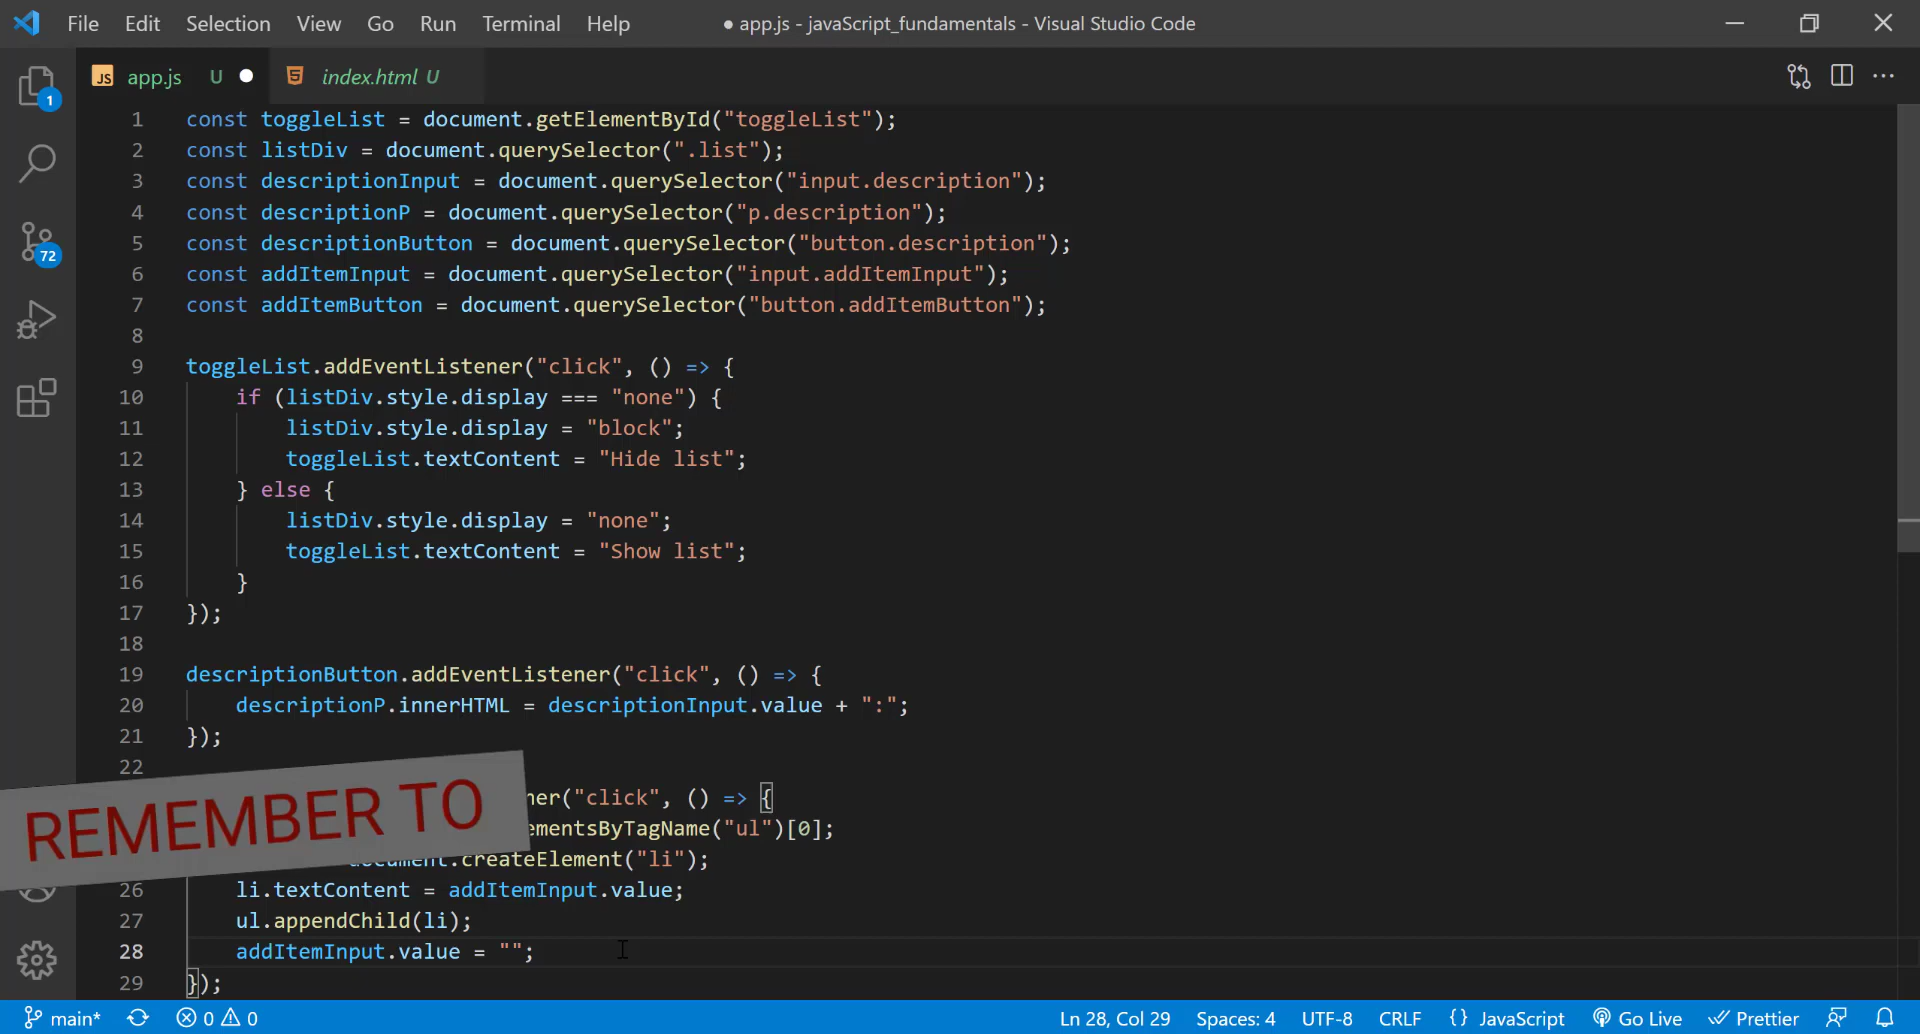 File Edit Selection View Go Run Terminal Help ● app.js - javaScript_fundamentals - Visual Studio Code
JS app.js U ● 5 index.html U
1
72
1 const toggleList = document.getElementById("toggleList");
2 const listDiv = document.querySelector(".list");
3 const descriptionInput = document.querySelector("input.description");
4 const descriptionP = document.querySelector("p.description");
5 const descriptionButton = document.querySelector("button.description");
6 const addItemInput = document.querySelector("input.addItemInput");
7 const addItemButton = document.querySelector("button.addItemButton");
8
9 toggleList.addEventListener("click", () => {
10 if (listDiv.style.display === "none") {
11 listDiv.style.display = "block";
12 toggleList.textContent = "Hide list";
13 } else {
14 listDiv.style.display = "none";
15 toggleList.textContent = "Show list";
16 }
17 });
18
19 descriptionButton.addEventListener("click", () => {
20 descriptionP.innerHTML = descriptionInput.value + ":";
21 });
22
REMEMBER TO
ner("click", () => {
ementsByTagName("ul")[0];
document.createElement("li");
26 li.textContent = addItemInput.value;
27 ul.appendChild(li);
28 addItemInput.value = "";
29 });
main* 0 0 Ln 28, Col 29 Spaces: 4 UTF-8 CRLF {} JavaScript Go Live Prettier